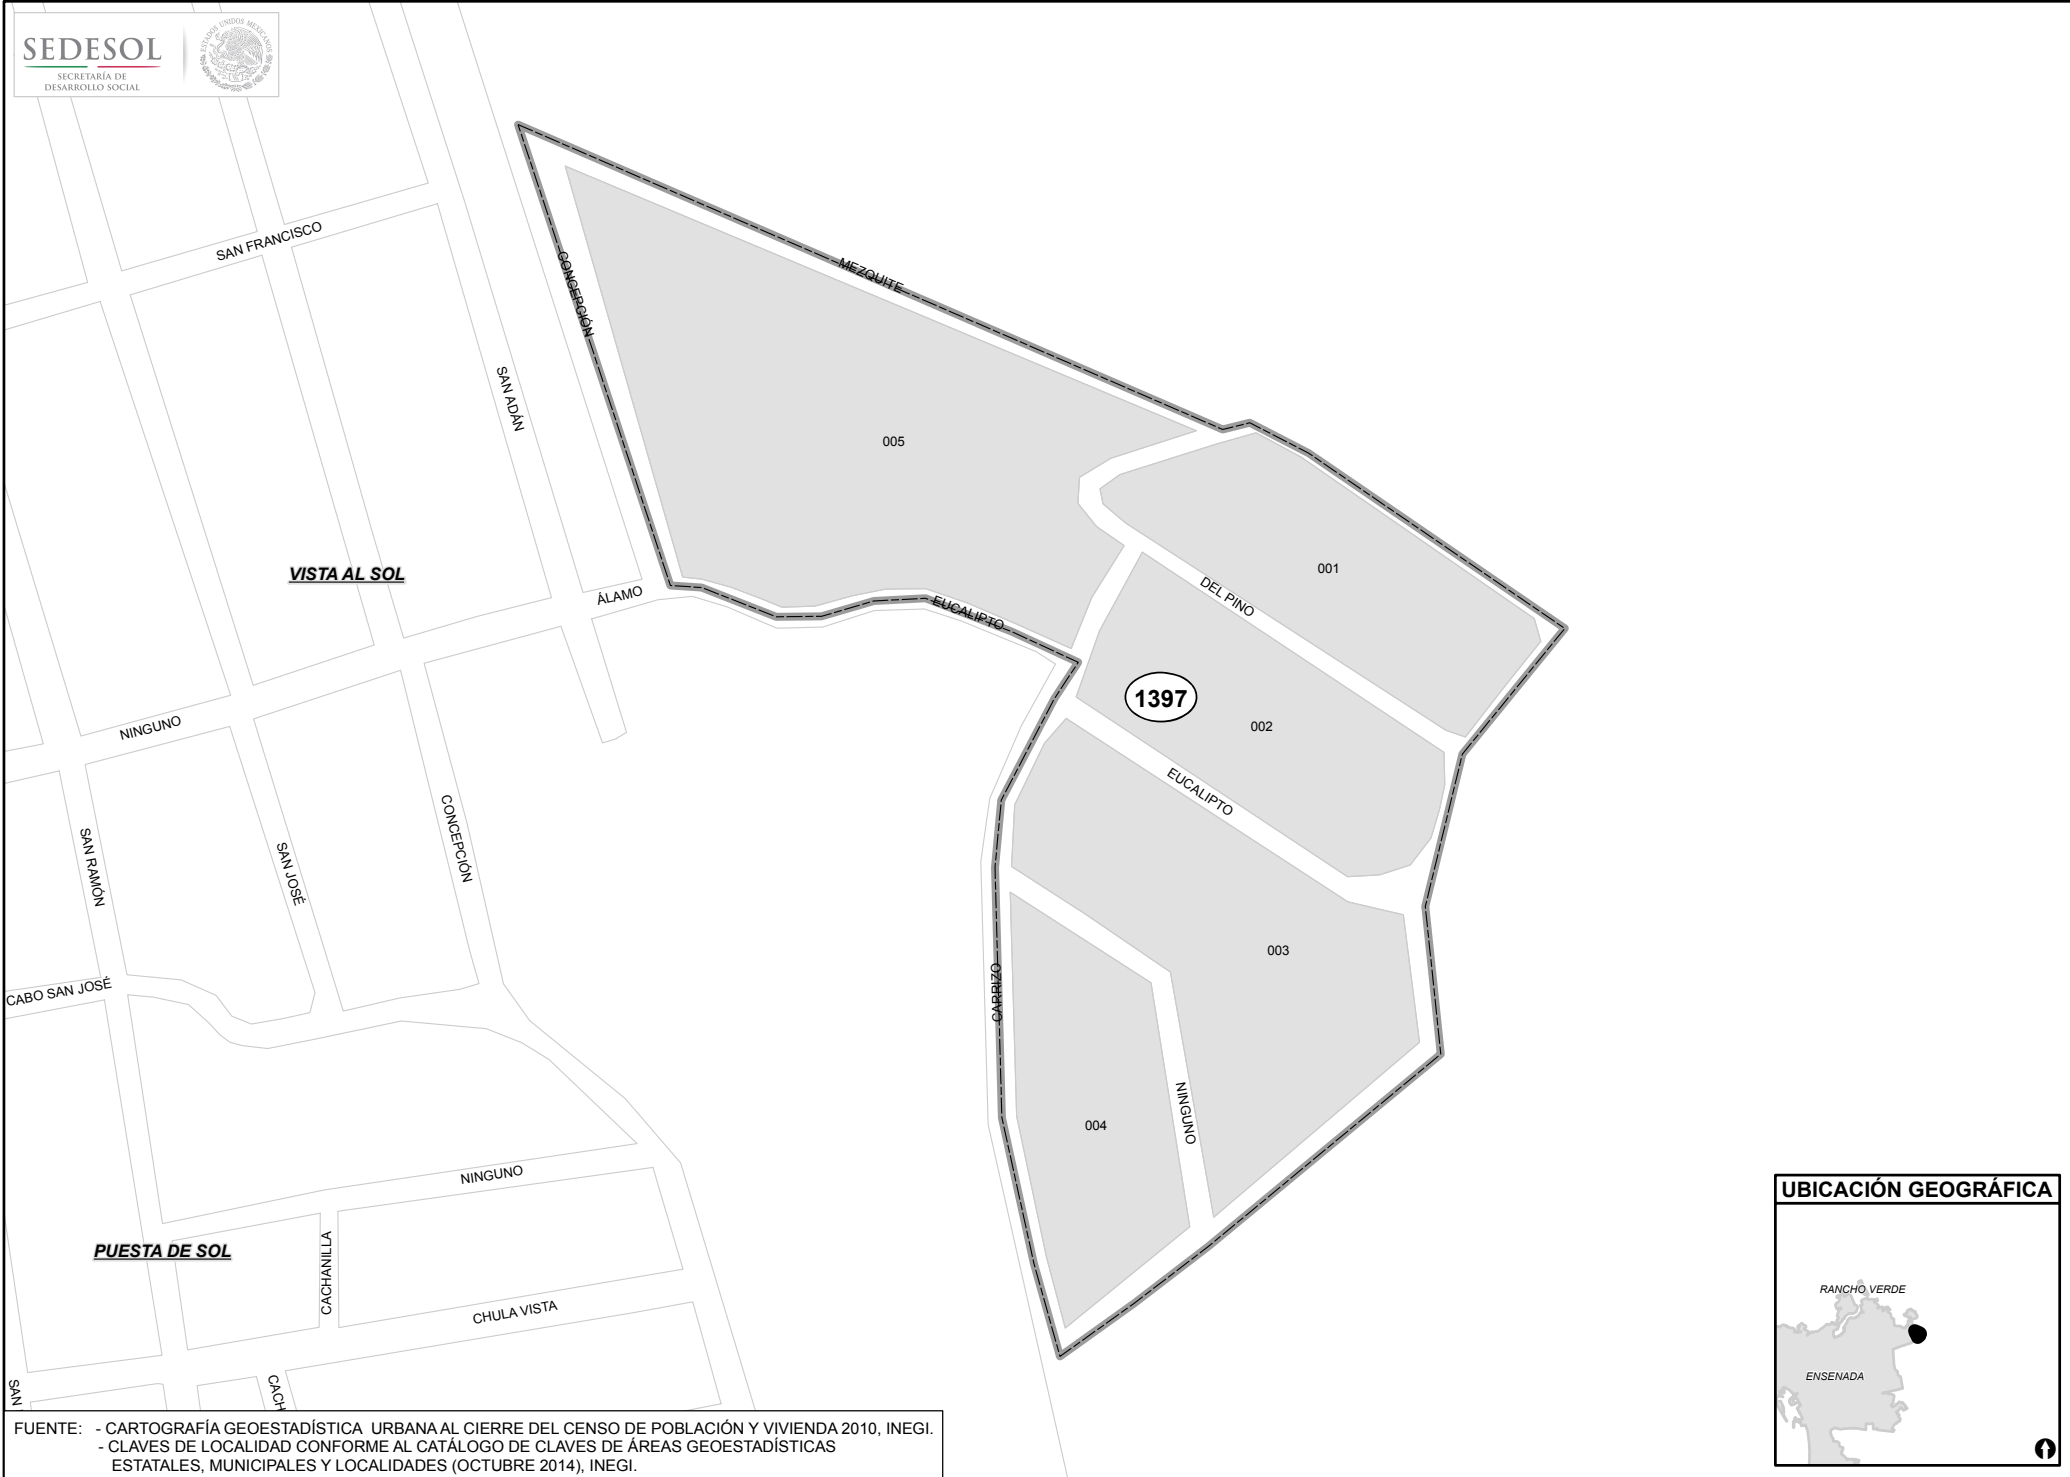 SEDESOL
SECRETARÍA DE
DESARROLLO SOCIAL
ESTADOS UNIDOS MEXICANOS
SAN FRANCISCO
CONCEPCIÓN
MEZQUITE
SAN ADÁN
005
001
VISTA AL SOL
ÁLAMO
EUCALIPTO
DEL PINO
1397
002
NINGUNO
EUCALIPTO
SAN RAMÓN
SAN JOSÉ
CONCEPCIÓN
003
CABO SAN JOSÉ
CARRIZO
004
NINGUNO
NINGUNO
PUESTA DE SOL
CACHANILLA
CHULA VISTA
SAN
CACH
UBICACIÓN GEOGRÁFICA
RANCHO VERDE
ENSENADA
FUENTE: - CARTOGRAFÍA GEOESTADÍSTICA URBANA AL CIERRE DEL CENSO DE POBLACIÓN Y VIVIENDA 2010, INEGI.
- CLAVES DE LOCALIDAD CONFORME AL CATÁLOGO DE CLAVES DE ÁREAS GEOESTADÍSTICAS
ESTATALES, MUNICIPALES Y LOCALIDADES (OCTUBRE 2014), INEGI.